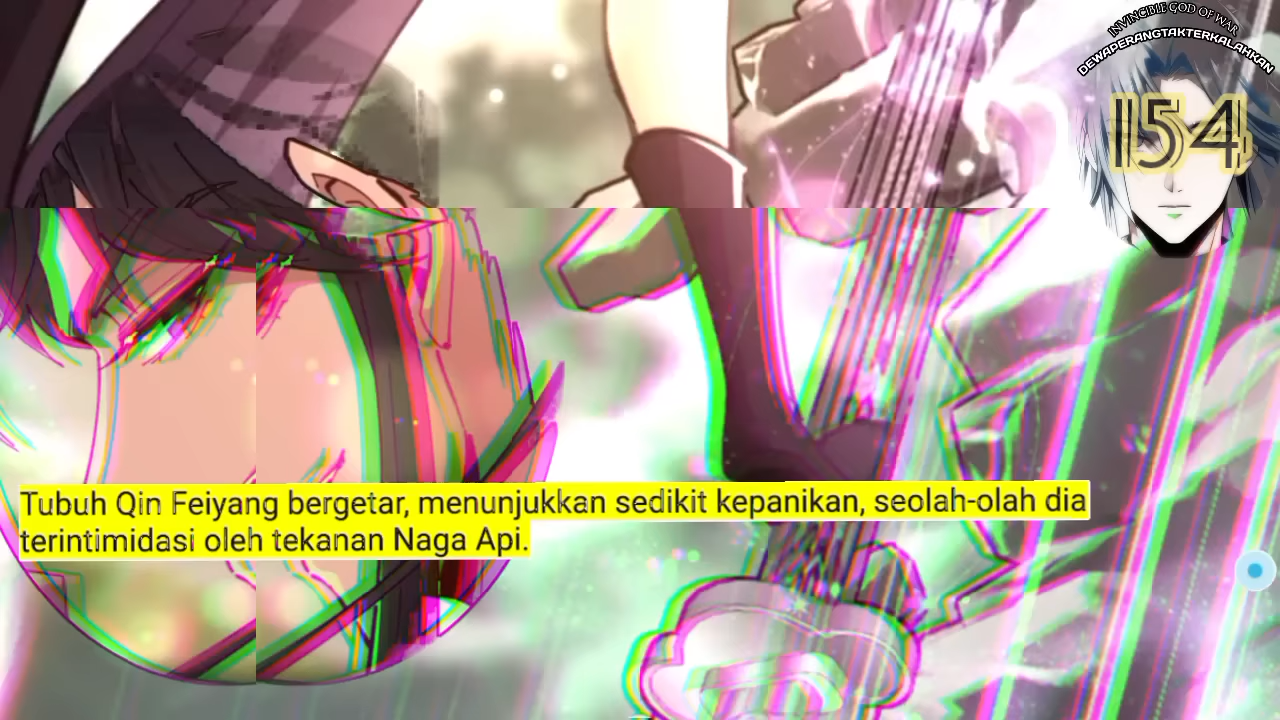 INVINCIBLE GOD OF WAR
DEWAPERANGTAKTERKALAHKAN
154
Tubuh Qin Feiyang bergetar, menunjukkan sedikit kepanikan, seolah-olah dia
terintimidasi oleh tekanan Naga Api.